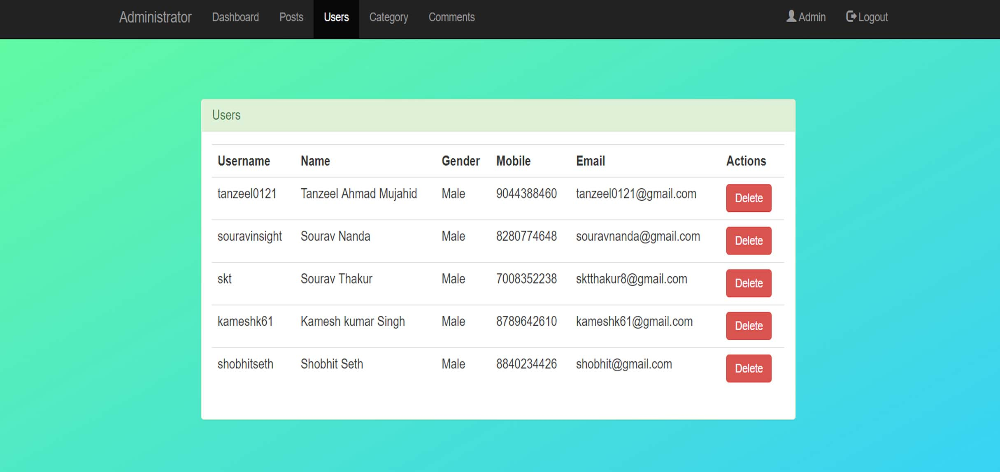 Administrator Dashboard Posts Users Category Comments Admin Logout
Users
Username Name Gender Mobile Email Actions
tanzeel0121 Tanzeel Ahmad Mujahid Male 9044388460 tanzeel0121@gmail.com Delete
souravinsight Sourav Nanda Male 8280774648 souravnanda@gmail.com Delete
skt Sourav Thakur Male 7008352238 sktthakur8@gmail.com Delete
kameshk61 Kamesh kumar Singh Male 8789642610 kameshk61@gmail.com Delete
shobhitseth Shobhit Seth Male 8840234426 shobhit@gmail.com Delete